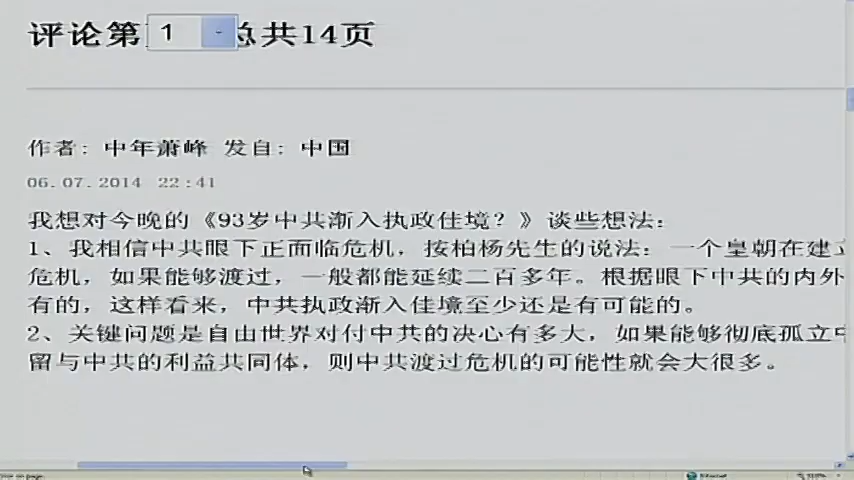 评论第 1 总共14页
作者: 中年萧峰 发自: 中国
06.07.2014 22:41
我想对今晚的《93岁中共渐入执政佳境？》谈些想法:
1、我相信中共眼下正面临危机，按柏杨先生的说法: 一个皇朝在建立
危机，如果能够渡过，一般都能延续二百多年。根据眼下中共的内外
有的，这样看来，中共执政渐入佳境至少还是有可能的。
2、关键问题是自由世界对付中共的决心有多大，如果能够彻底孤立中
留与中共的利益共同体，则中共渡过危机的可能性就会大很多。